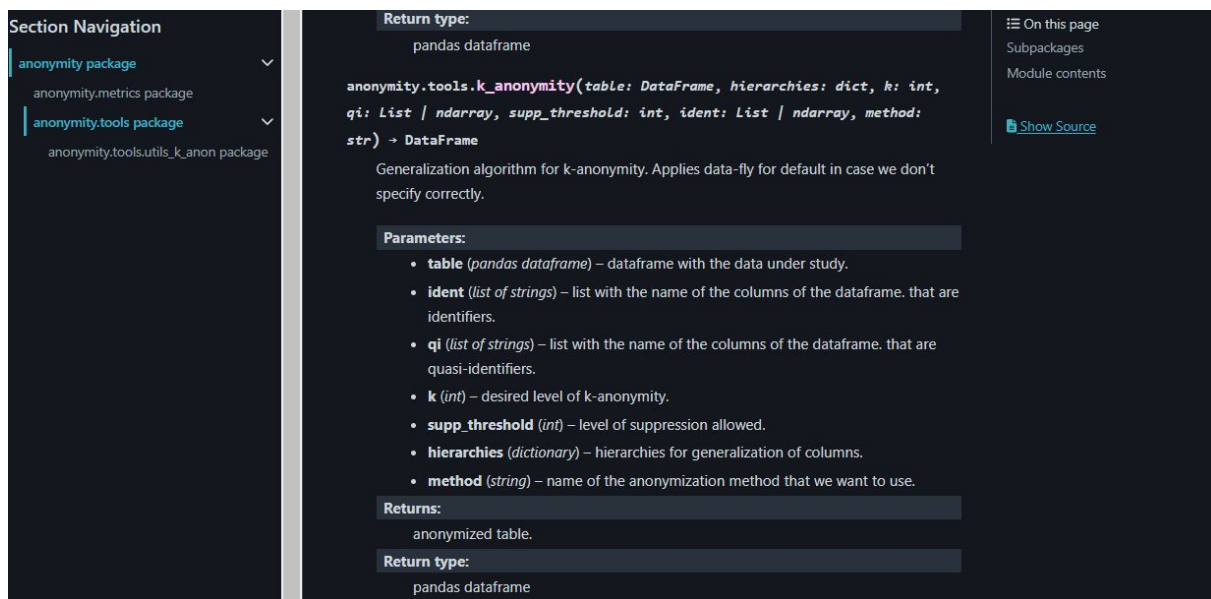 Section Navigation
anonymity package
anonymity.metrics package
anonymity.tools package
anonymity.tools.utils_k_anon package
Return type:
pandas dataframe
anonymity.tools.k_anonymity(table: DataFrame, hierarchies: dict, k: int,
qi: List | ndarray, supp_threshold: int, ident: List | ndarray, method:
str) → DataFrame
Generalization algorithm for k-anonymity. Applies data-fly for default in case we don’t
specify correctly.
Parameters:
• table (pandas dataframe) – dataframe with the data under study.
• ident (list of strings) – list with the name of the columns of the dataframe. that are
identifiers.
• qi (list of strings) – list with the name of the columns of the dataframe. that are
quasi-identifiers.
• k (int) – desired level of k-anonymity.
• supp_threshold (int) – level of suppression allowed.
• hierarchies (dictionary) – hierarchies for generalization of columns.
• method (string) – name of the anonymization method that we want to use.
Returns:
anonymized table.
Return type:
pandas dataframe
On this page
Subpackages
Module contents
Show Source